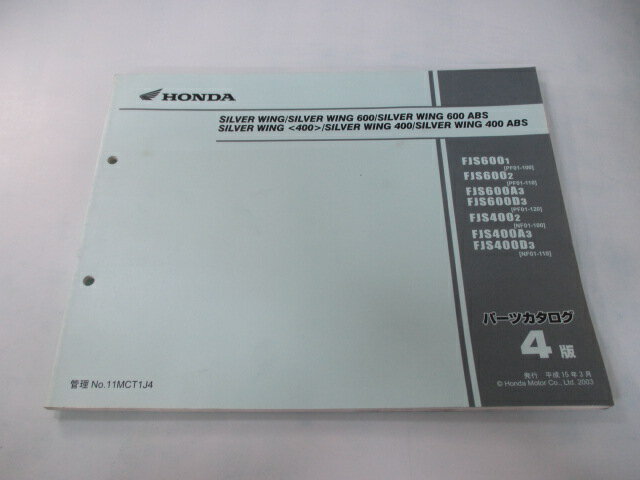 HONDA
SILVER WING/SILVER WING 600/SILVER WING 600 ABS
SILVER WING <400>/SILVER WING 400/SILVER WING 400 ABS
FJS6001
[PF01-100]
FJS6002
[PF01-110]
FJS600A3
FJS600D3
[PF01-120]
FJS4002
[NF01-100]
FJS400A3
FJS400D3
[NF01-110]
パーツカタログ
4版
発行 平成15年3月
© Honda Motor Co., Ltd. 2003
管理 No.11MCT1J4